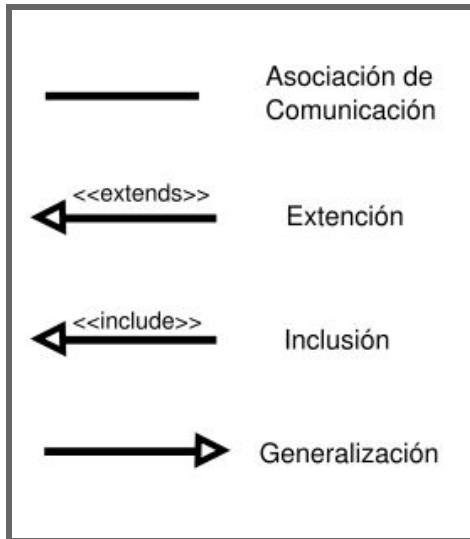 Asociación de
Comunicación
<<extends>>
Extención
<<include>>
Inclusión
Generalización